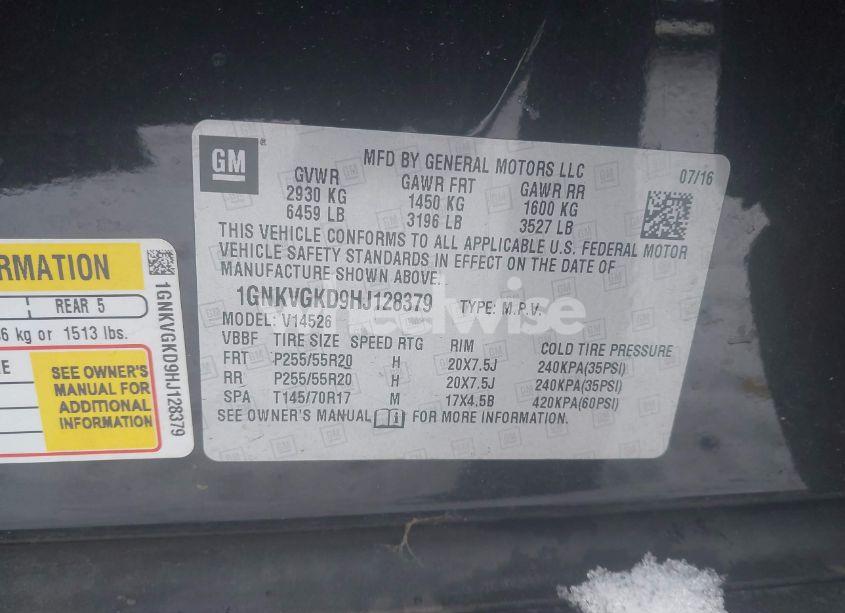 GM
MFD BY GENERAL MOTORS LLC
07/16
GVWR GAWR FRT GAWR RR
2930 KG 1450 KG 1600 KG
6459 LB 3196 LB 3527 LB
THIS VEHICLE CONFORMS TO ALL APPLICABLE U.S. FEDERAL MOTOR
VEHICLE SAFETY STANDARDS IN EFFECT ON THE DATE OF
MANUFACTURE SHOWN ABOVE.
1GNKVGKD9HJ128379 TYPE: M.P.V.
MODEL: V14526
VBBF TIRE SIZE SPEED RTG RIM COLD TIRE PRESSURE
FRT P255/55R20 H 20X7.5J 240KPA(35PSI)
RR P255/55R20 H 20X7.5J 240KPA(35PSI)
SPA T145/70R17 M 17X4.5B 420KPA(60PSI)
SEE OWNER'S MANUAL FOR MORE INFORMATION.
REAR 5
kg or 1513 lbs.
SEE OWNER'S
MANUAL FOR
ADDITIONAL
INFORMATION
1GNKVGKD9HJ128379